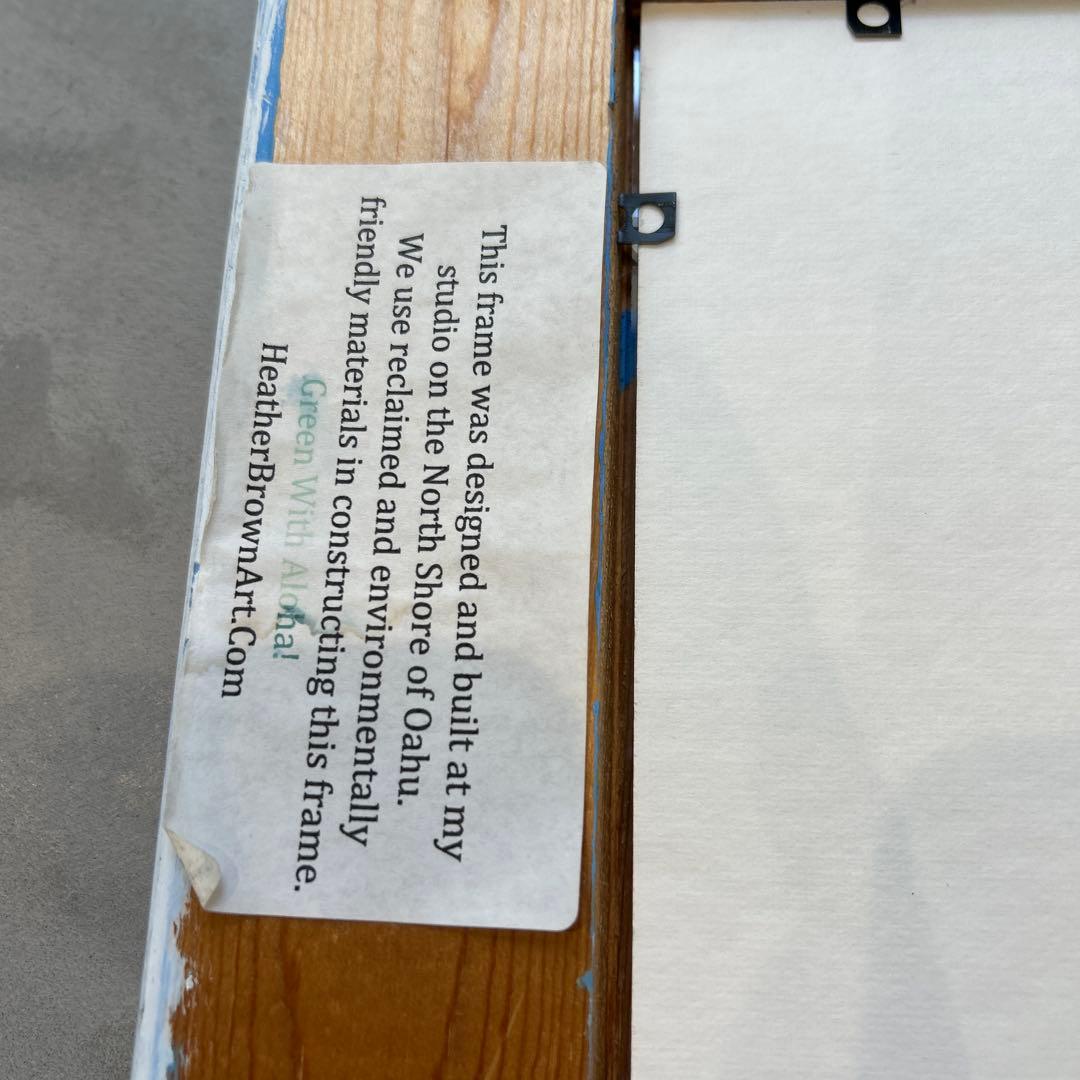 This frame was designed and built at my
studio on the North Shore of Oahu.
We use reclaimed and environmentally
friendly materials in constructing this frame.
Green With Aloha!
HeatherBrownArt.Com